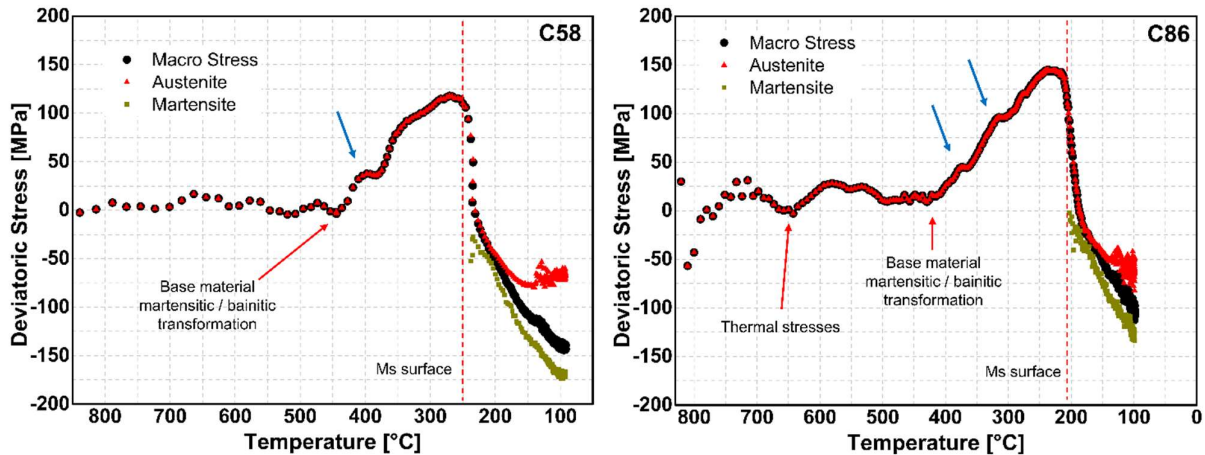 200
150
100
50
0
-50
-100
-150
-200
Deviatoric Stress [MPa]
C58
Macro Stress
Austenite
Martensite
Base material
martensitic / bainitic
transformation
Ms surface
800 700 600 500 400 300 200 100
Temperature [°C]
200
150
100
50
0
-50
-100
-150
-200
Deviatoric Stress [MPa]
C86
Macro Stress
Austenite
Martensite
Base material
martensitic / bainitic
transformation
Thermal stresses
Ms surface
800 700 600 500 400 300 200 100 0
Temperature [°C]